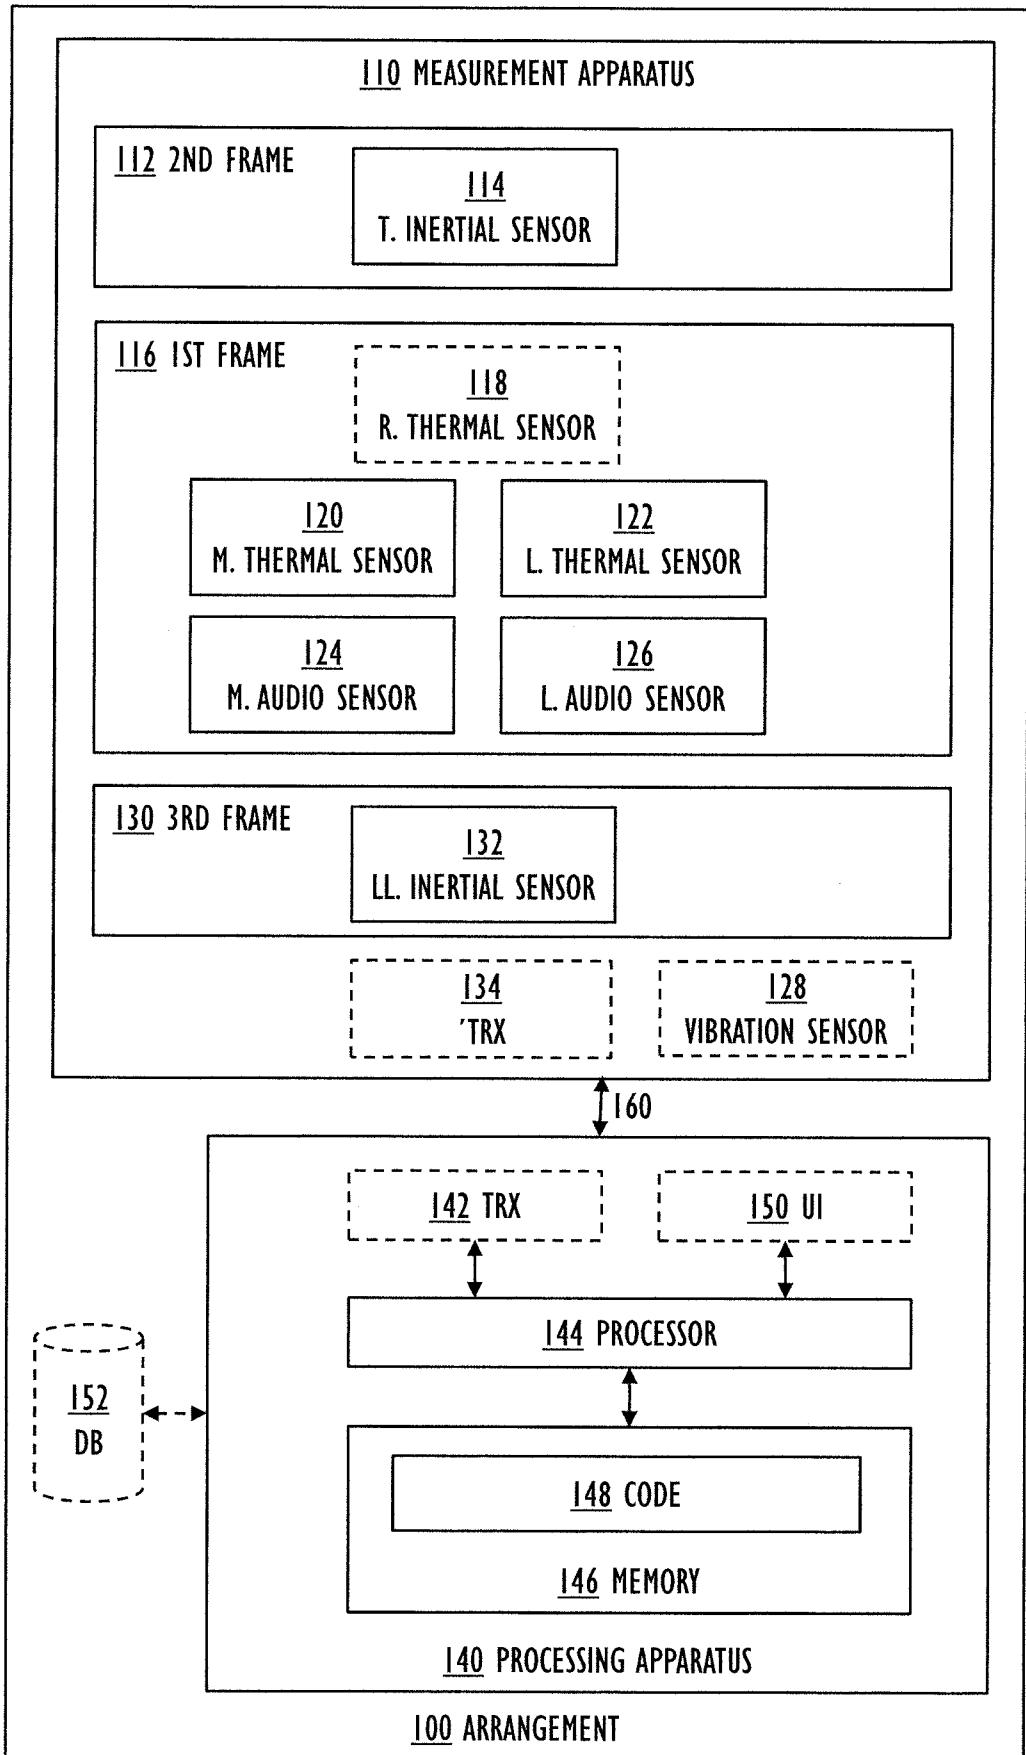 110 MEASUREMENT APPARATUS
112 2ND FRAME
114
T. INERTIAL SENSOR
116 1ST FRAME
118
R. THERMAL SENSOR
120
M. THERMAL SENSOR
122
L. THERMAL SENSOR
124
M. AUDIO SENSOR
126
L. AUDIO SENSOR
130 3RD FRAME
132
LL. INERTIAL SENSOR
134
TRX
128
VIBRATION SENSOR
160
142 TRX
150 UI
144 PROCESSOR
152
DB
148 CODE
146 MEMORY
140 PROCESSING APPARATUS
100 ARRANGEMENT